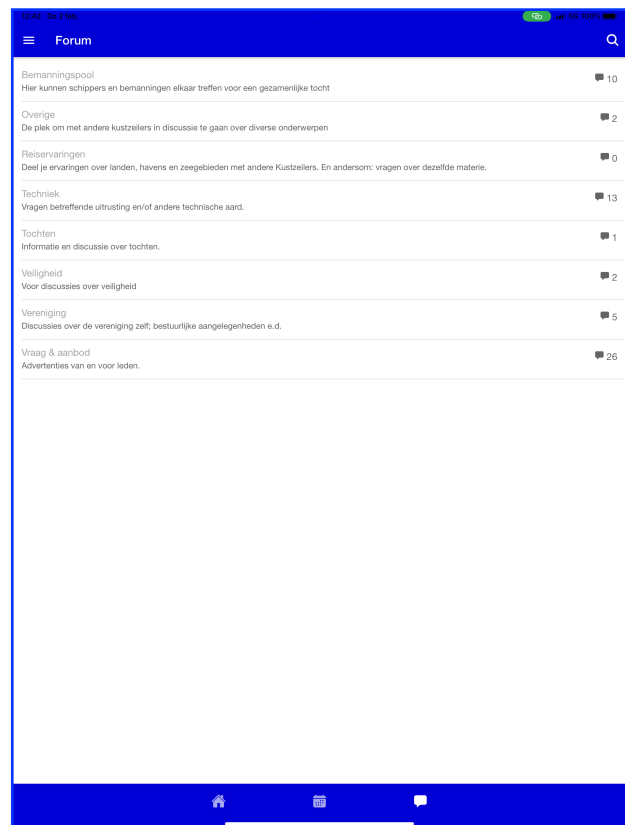 Forum
Bemanningspool
10
Hier kunnen schippers en bemanningen elkaar treffen voor een gezamenlijke tocht
Overige
2
De plek om met andere kustzeilers in discussie te gaan over diverse onderwerpen
Reiservaringen
0
Deel je ervaringen over landen, havens en zeegebieden met andere Kustzeilers. En andersom: vragen over dezelfde materie.
Techniek
13
Vragen betreffende uitrusting en/of andere technische aard.
Tochten
1
Informatie en discussie over tochten.
Veiligheid
2
Voor discussies over veiligheid
Vereniging
5
Discussies over de vereniging zelf; bestuurlijke aangelegenheden e.d.
Vraag & aanbod
26
Advertenties van en voor leden.